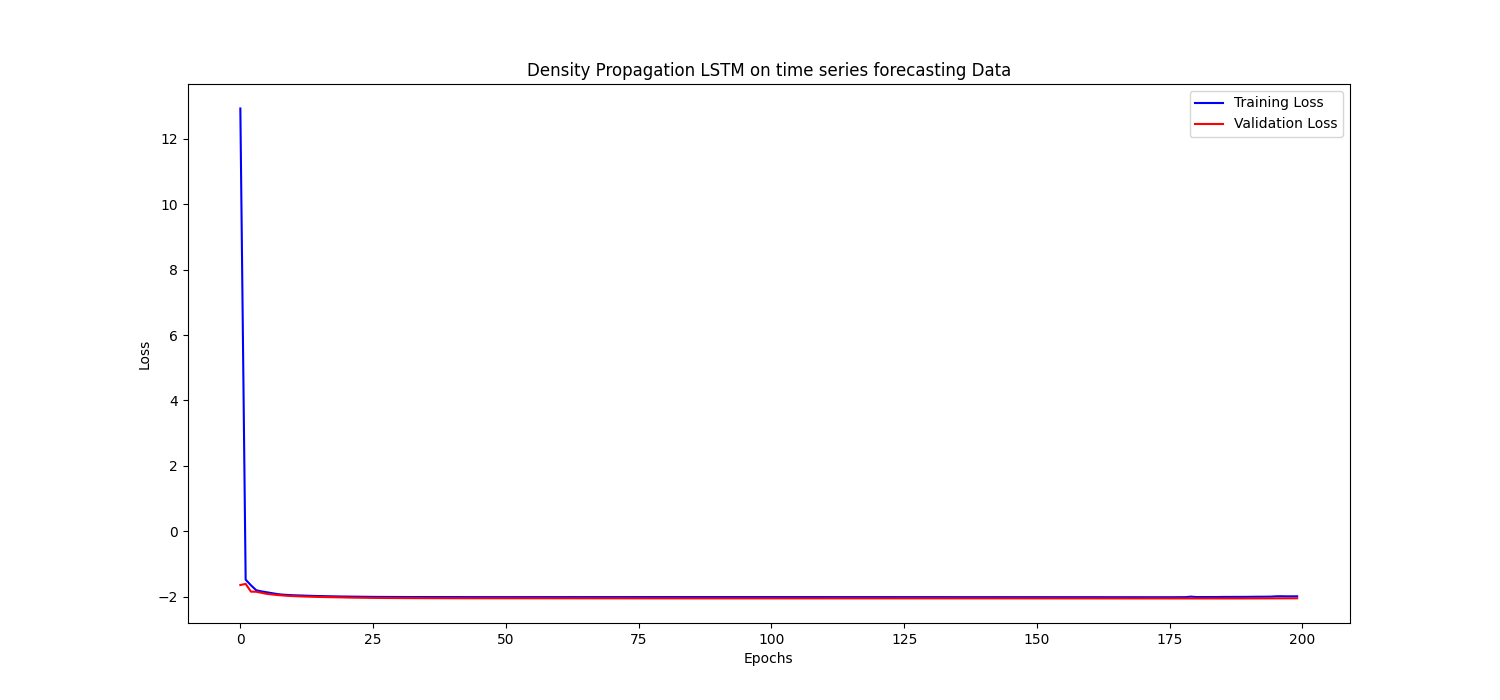 Density Propagation LSTM on time series forecasting Data
Training Loss
Validation Loss
12
10
8
6
4
2
0
−2
Loss
0 25 50 75 100 125 150 175 200
Epochs